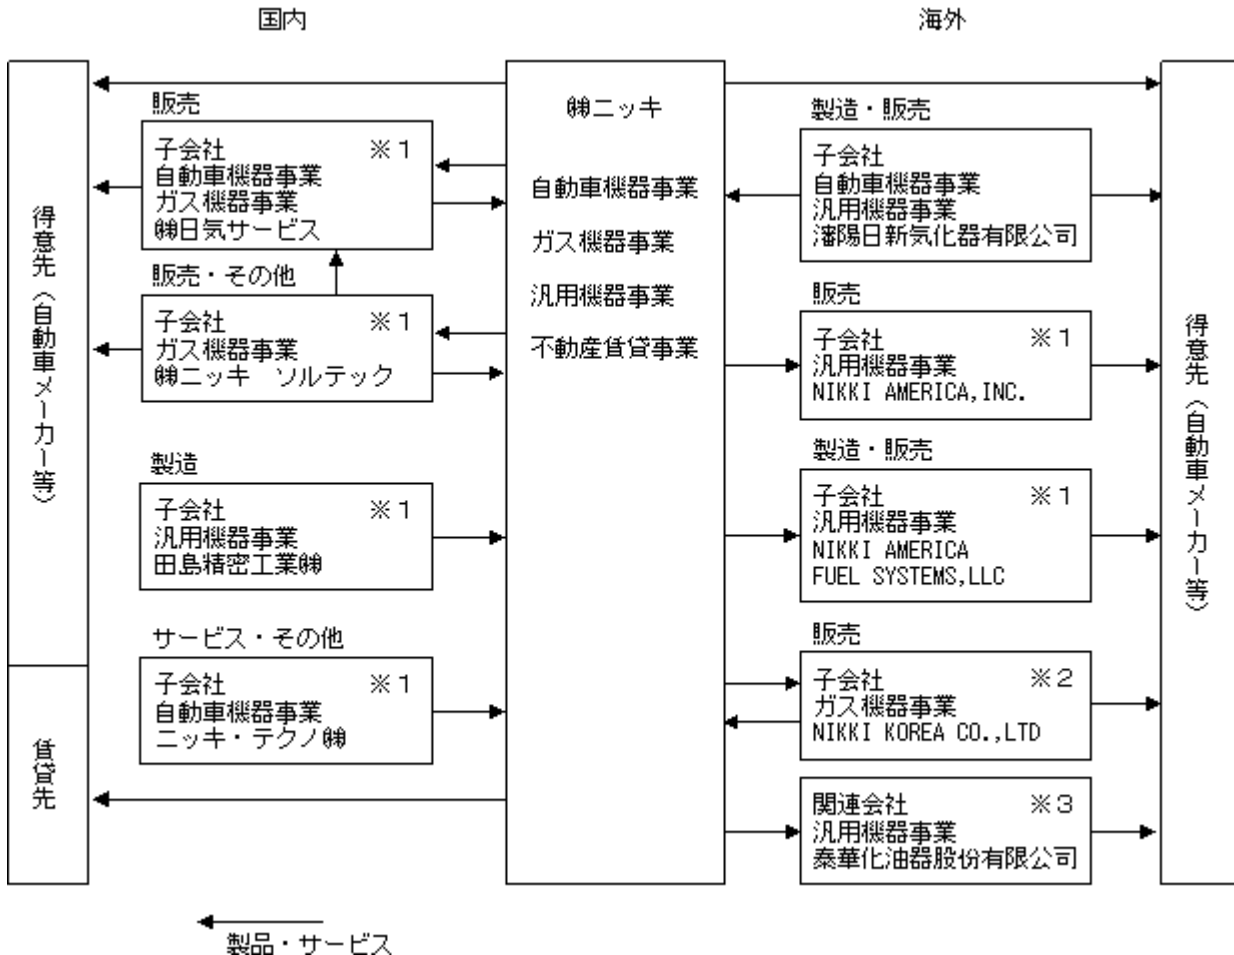 国内
海外
得意先（自動車メーカー等）
賃貸先
販売
子会社 ※１
自動車機器事業
ガス機器事業
㈱日気サービス
販売・その他
子会社 ※１
ガス機器事業
㈱ニッキ　ソルテック
製造
子会社 ※１
汎用機器事業
田島精密工業㈱
サービス・その他
子会社 ※１
自動車機器事業
ニッキ・テクノ㈱
㈱ニッキ
自動車機器事業
ガス機器事業
汎用機器事業
不動産賃貸事業
製造・販売
子会社
自動車機器事業
汎用機器事業
瀋陽日新気化器有限公司
販売
子会社 ※１
汎用機器事業
NIKKI AMERICA,INC.
製造・販売
子会社 ※１
汎用機器事業
NIKKI AMERICA
FUEL SYSTEMS,LLC
販売
子会社 ※２
ガス機器事業
NIKKI KOREA CO.,LTD
関連会社 ※３
汎用機器事業
泰華化油器股份有限公司
得意先（自動車メーカー等）
製品・サービス